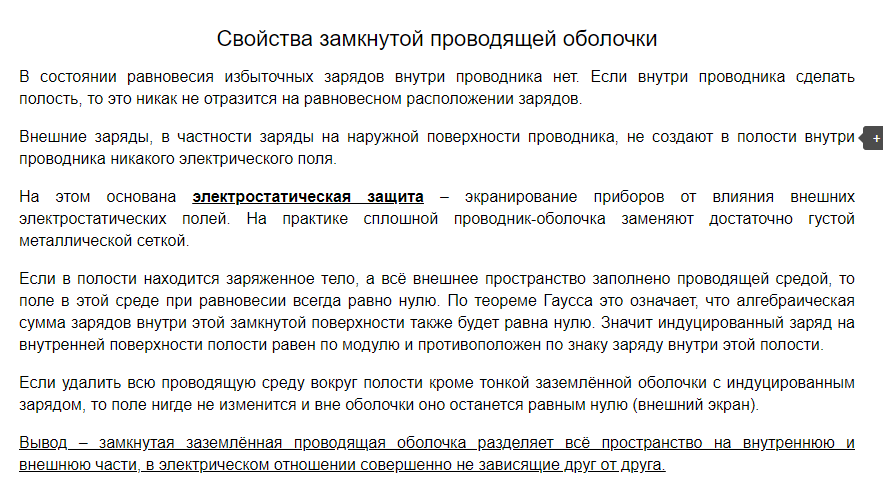 Свойства замкнутой проводящей оболочки
В состоянии равновесия избыточных зарядов внутри проводника нет. Если внутри проводника сделать
полость, то это никак не отразится на равновесном расположении зарядов.
Внешние заряды, в частности заряды на наружной поверхности проводника, не создают в полости внутри
проводника никакого электрического поля.
+
На этом основана электростатическая защита – экранирование приборов от влияния внешних
электростатических полей. На практике сплошной проводник-оболочка заменяют достаточно густой
металлической сеткой.
Если в полости находится заряженное тело, а всё внешнее пространство заполнено проводящей средой, то
поле в этой среде при равновесии всегда равно нулю. По теореме Гаусса это означает, что алгебраическая
сумма зарядов внутри этой замкнутой поверхности также будет равна нулю. Значит индуцированный заряд на
внутренней поверхности полости равен по модулю и противоположен по знаку заряду внутри этой полости.
Если удалить всю проводящую среду вокруг полости кроме тонкой заземлённой оболочки с индуцированным
зарядом, то поле нигде не изменится и вне оболочки оно останется равным нулю (внешний экран).
Вывод – замкнутая заземлённая проводящая оболочка разделяет всё пространство на внутреннюю и
внешнюю части, в электрическом отношении совершенно не зависящие друг от друга.